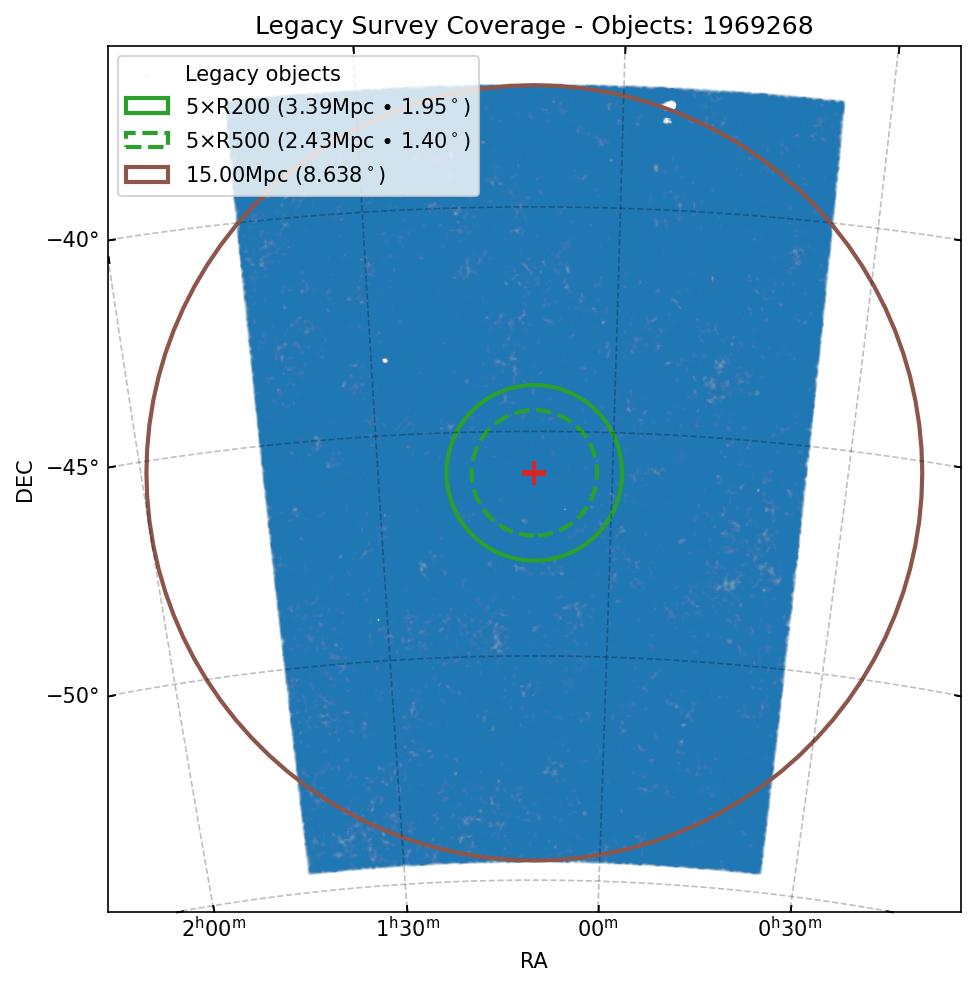 Legacy Survey Coverage - Objects: 1969268
Legacy objects
5×R200 (3.39Mpc • 1.95°)
5×R500 (2.43Mpc • 1.40°)
15.00Mpc (8.638°)
−40°
−45°
−50°
DEC
2h00m 1h30m 00m 0h30m
RA